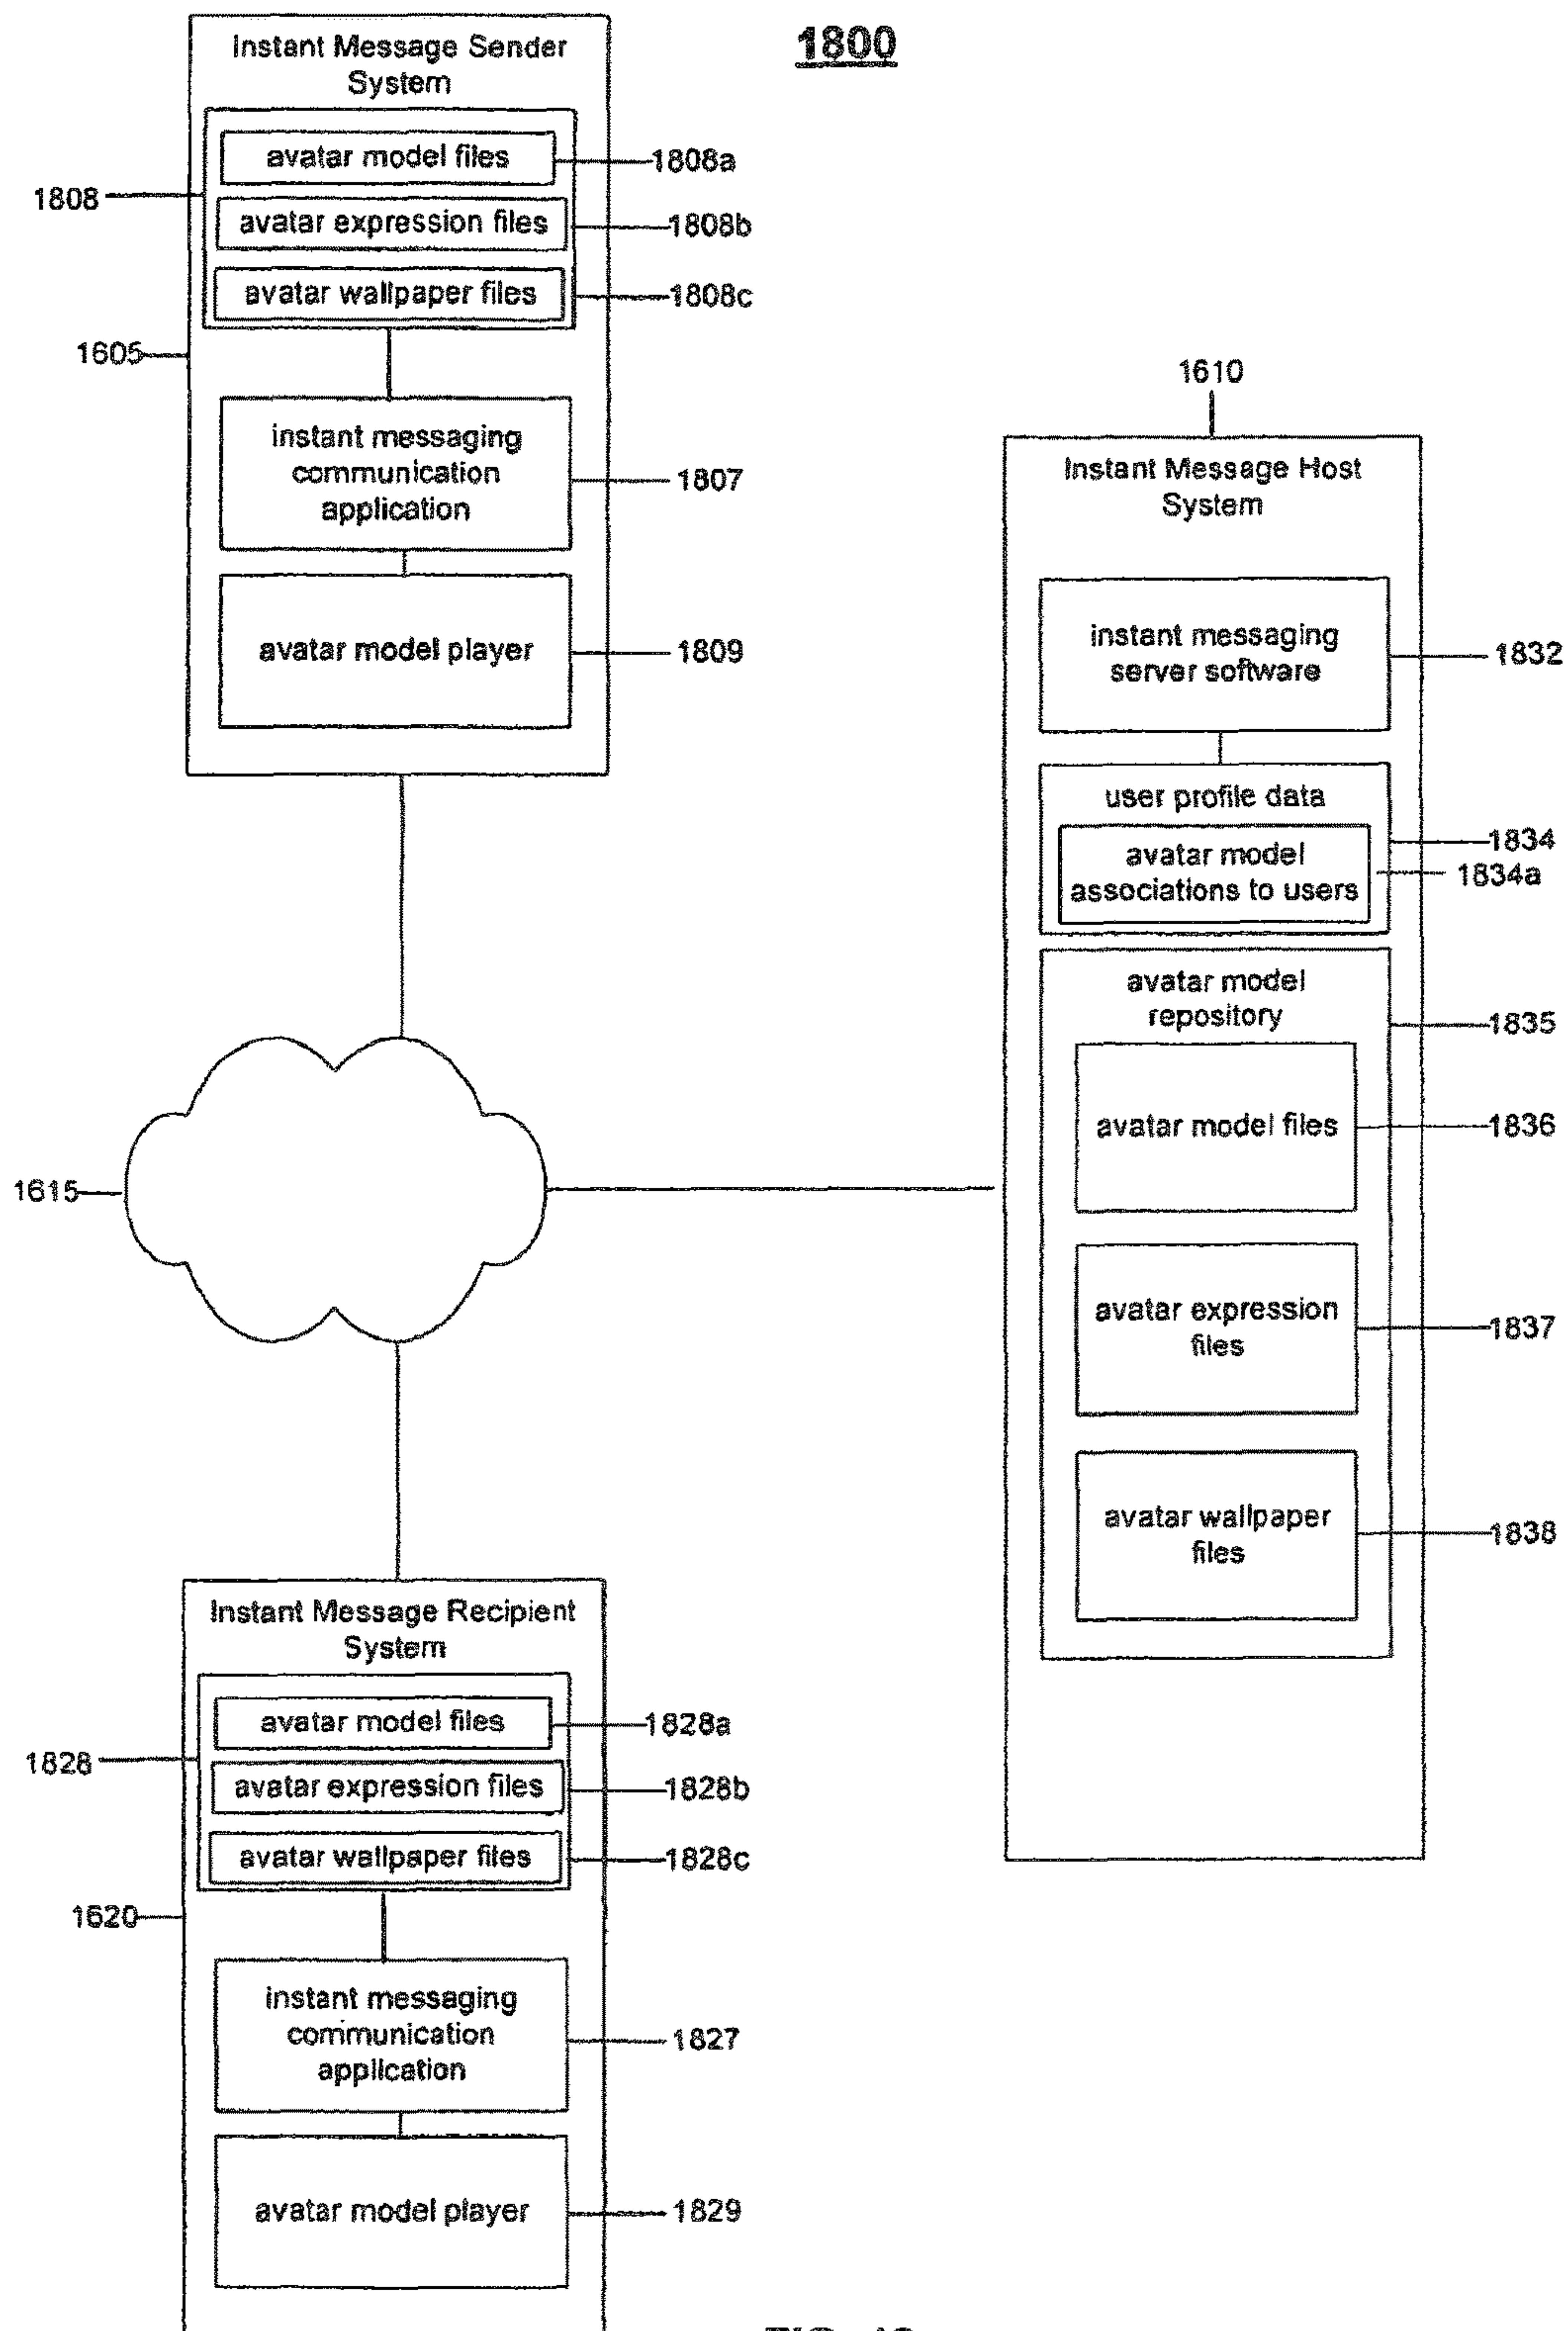 1800
Instant Message Sender
System
avatar model files
1808a
1808
avatar expression files
1808b
avatar wallpaper files
1808c
1605
instant messaging
communication
application
1807
avatar model player
1809
1610
Instant Message Host
System
instant messaging
server software
1832
user profile data
1834
avatar model
associations to users
1834a
avatar model
repository
1835
avatar model files
1836
avatar expression
files
1837
avatar wallpaper
files
1838
1615
Instant Message Recipient
System
avatar model files
1828a
1828
avatar expression files
1828b
avatar wallpaper files
1828c
1620
instant messaging
communication
application
1827
avatar model player
1829